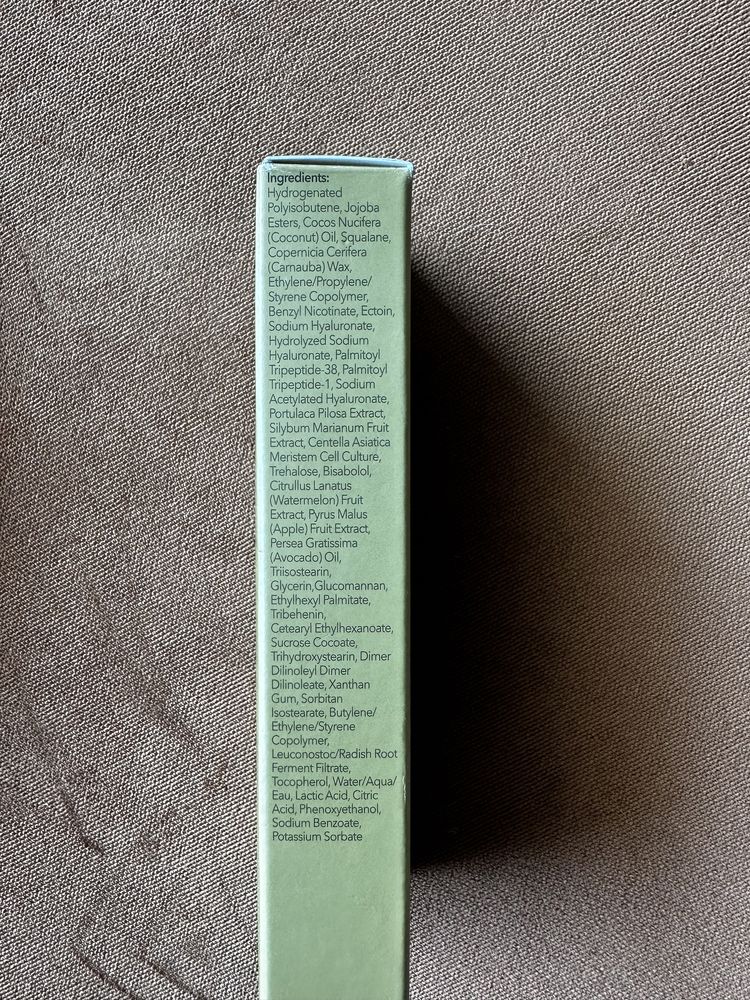 Ingredients:
Hydrogenated
Polyisobutene, Jojoba
Esters, Cocos Nucifera
(Coconut) Oil, Squalane,
Copernicia Cerifera
(Carnauba) Wax,
Ethylene/Propylene/
Styrene Copolymer,
Benzyl Nicotinate, Ectoin,
Sodium Hyaluronate,
Hydrolyzed Sodium
Hyaluronate, Palmitoyl
Tripeptide-38, Palmitoyl
Tripeptide-1, Sodium
Acetylated Hyaluronate,
Portulaca Pilosa Extract,
Silybum Marianum Fruit
Extract, Centella Asiatica
Meristem Cell Culture,
Trehalose, Bisabolol,
Citrullus Lanatus
(Watermelon) Fruit
Extract, Pyrus Malus
(Apple) Fruit Extract,
Persea Gratissima
(Avocado) Oil,
Triisostearin,
Glycerin,Glucomannan,
Ethylhexyl Palmitate,
Tribehenin,
Cetearyl Ethylhexanoate,
Sucrose Cocoate,
Trihydroxystearin, Dimer
Dilinoleyl Dimer
Dilinoleate, Xanthan
Gum, Sorbitan
Isostearate, Butylene/
Ethylene/Styrene
Copolymer,
Leuconostoc/Radish Root
Ferment Filtrate,
Tocopherol, Water/Aqua/
Eau, Lactic Acid, Citric
Acid, Phenoxyethanol,
Sodium Benzoate,
Potassium Sorbate